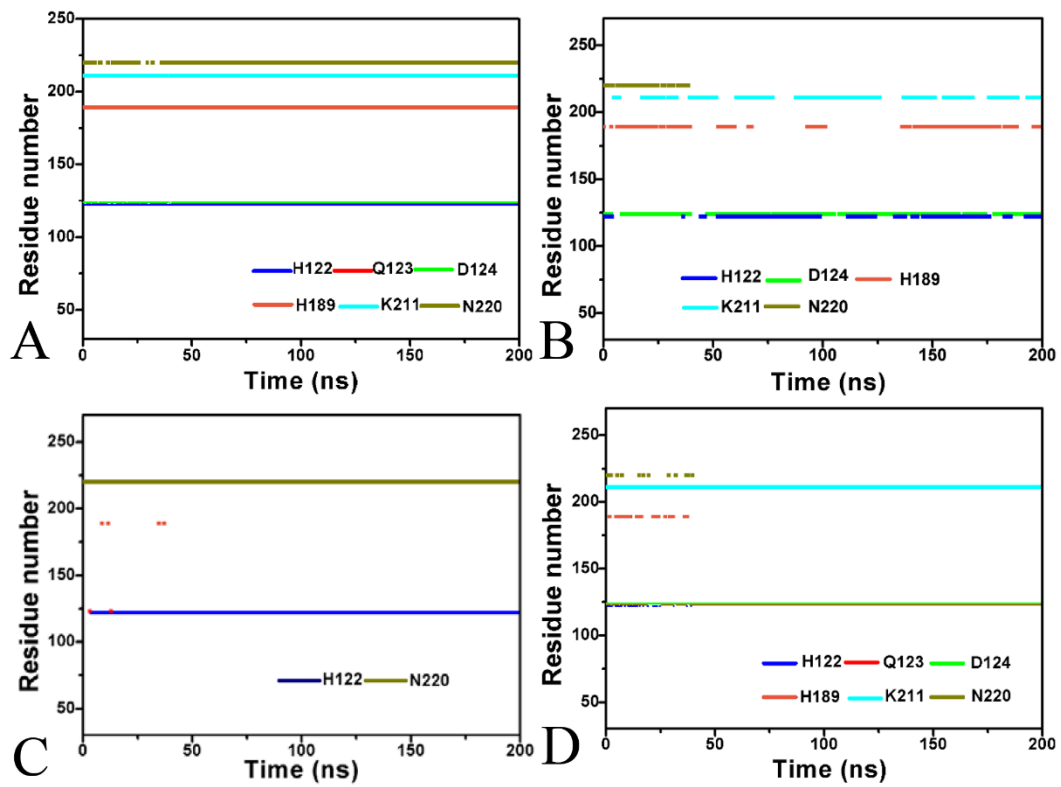 250
200
150
100
50
Residue number
H122 Q123 D124
H189 K211 N220
0 50 100 150 200
Time (ns)
A
250
200
150
100
50
Residue number
H122 D124 H189
K211 N220
0 50 100 150 200
Time (ns)
B
250
200
150
100
50
Residue number
H122 N220
0 50 100 150 200
Time (ns)
C
250
200
150
100
50
Residue number
H122 Q123 D124
H189 K211 N220
0 50 100 150 200
Time (ns)
D